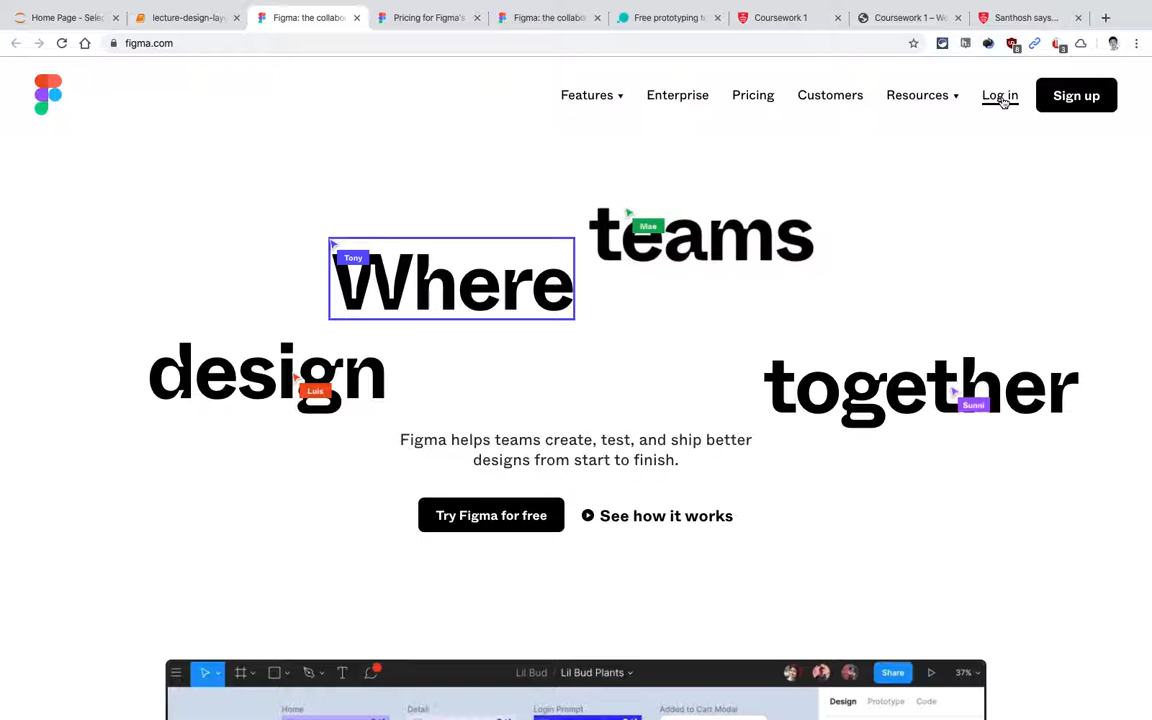 Home Page - Selec
lecture-design-lay
Figma: the collabo
Pricing for Figma's
Figma: the collabo
Free prototyping t
Coursework 1
Coursework 1 – We
Santhosh says...
figma.com
8
3
Features ▾ Enterprise Pricing Customers Resources ▾ Log in Sign up
teams
Mae
Where
Tony
design
Luis
together
Sunni
Figma helps teams create, test, and ship better
designs from start to finish.
Try Figma for free See how it works
Lil Bud / Lil Bud Plants Share 37%
Design Prototype Code
Home Detail Login Prompt Added to Cart Modal